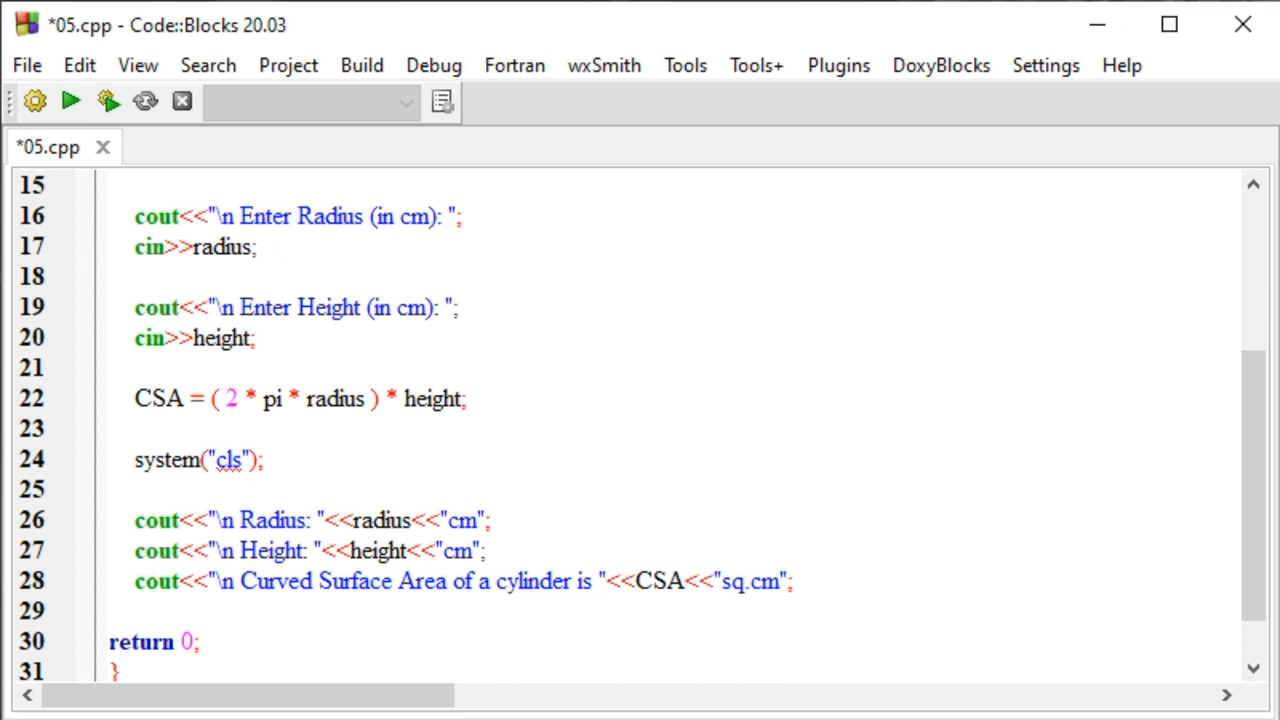 *05.cpp - Code::Blocks 20.03
File Edit View Search Project Build Debug Fortran wxSmith Tools Tools+ Plugins DoxyBlocks Settings Help
*05.cpp
15
16 cout<<"\n Enter Radius (in cm): ";
17 cin>>radius;
18
19 cout<<"\n Enter Height (in cm): ";
20 cin>>height;
21
22 CSA = ( 2 * pi * radius ) * height;
23
24 system("cls");
25
26 cout<<"\n Radius: "<<radius<<"cm";
27 cout<<"\n Height: "<<height<<"cm";
28 cout<<"\n Curved Surface Area of a cylinder is "<<CSA<<"sq.cm";
29
30 return 0;
31 }